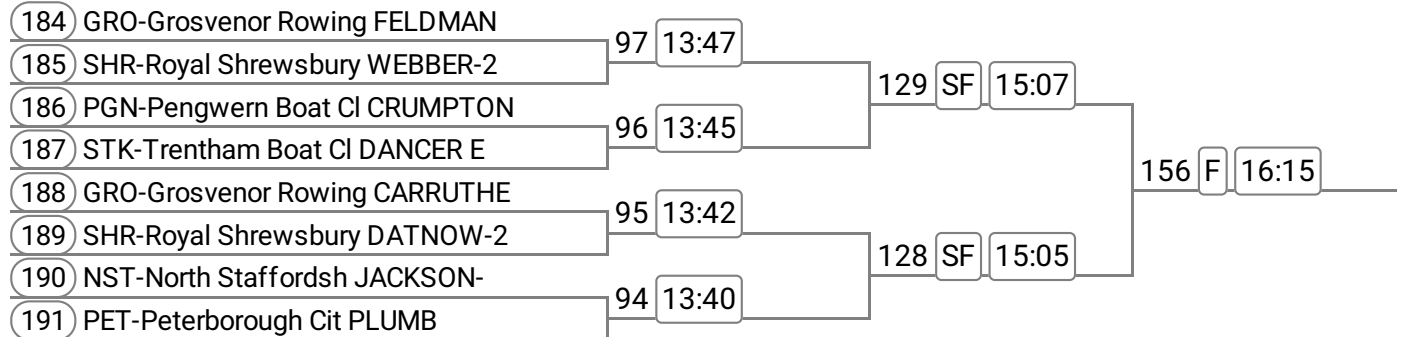 184 GRO-Grosvenor Rowing FELDMAN
97 13:47
185 SHR-Royal Shrewsbury WEBBER-2
129 SF 15:07
186 PGN-Pengwern Boat Cl CRUMPTON
96 13:45
187 STK-Trentham Boat Cl DANCER E
156 F 16:15
188 GRO-Grosvenor Rowing CARRUTHE
95 13:42
189 SHR-Royal Shrewsbury DATNOW-2
128 SF 15:05
190 NST-North Staffordsh JACKSON-
94 13:40
191 PET-Peterborough Cit PLUMB